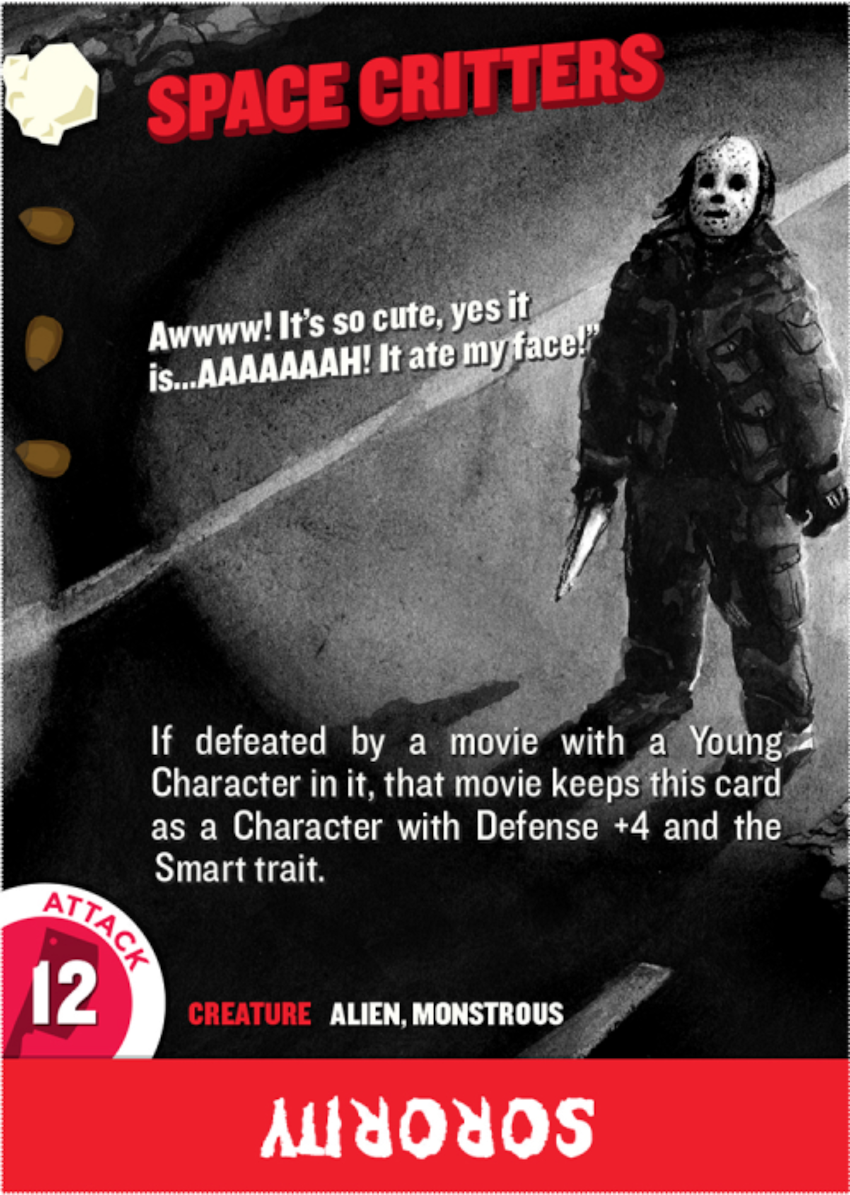 SPACE CRITTERS
Awwww! It's so cute, yes it
is...AAAAAAAH! It ate my face!"
If defeated by a movie with a Young
Character in it, that movie keeps this card
as a Character with Defense +4 and the
Smart trait.
ATTACK
12
CREATURE ALIEN, MONSTROUS
SORORITY